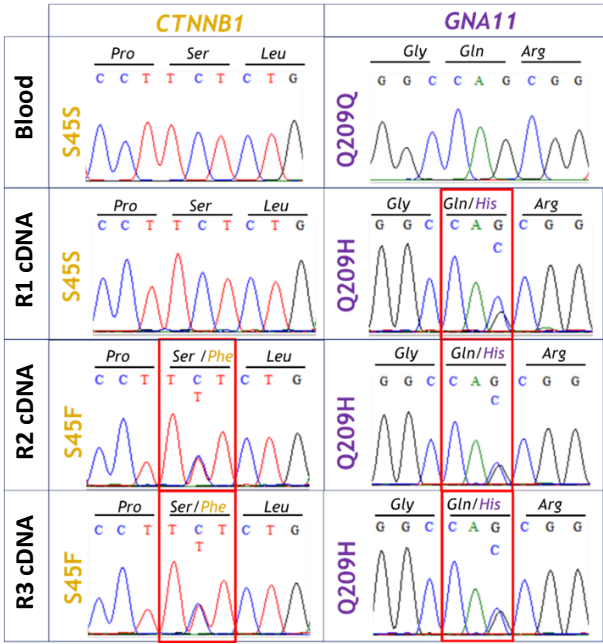 CTNNB1 GNA11
Blood
S45S
Pro Ser Leu
C C T T C T C T G
Q209Q
Gly Gln Arg
G G C C A G C G G
R1 cDNA
S45S
Pro Ser Leu
C C T T C T C T G
Q209H
Gly Gln/His Arg
G G C C A G C G G
C
R2 cDNA
S45F
Pro Ser /Phe Leu
C C T T C T C T G
T
Q209H
Gly Gln/His Arg
G G C C A G C G G
C
R3 cDNA
S45F
Pro Ser/Phe Leu
C C T T C T C T G
T
Q209H
Gly Gln/His Arg
G G C C A G C G G
C